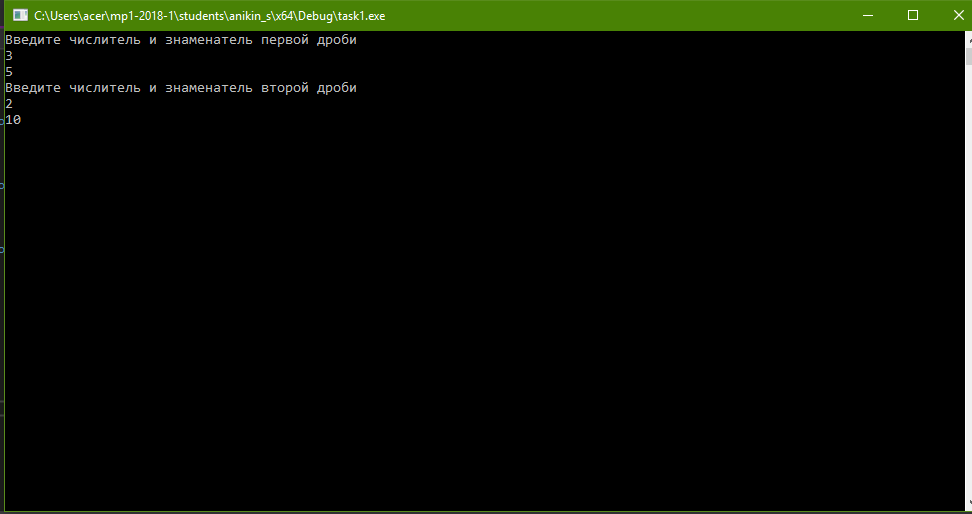 C:\Users\acer\mp1-2018-1\students\anikin_s\x64\Debug\task1.exe
Введите числитель и знаменатель первой дроби
3
5
Введите числитель и знаменатель второй дроби
2
10